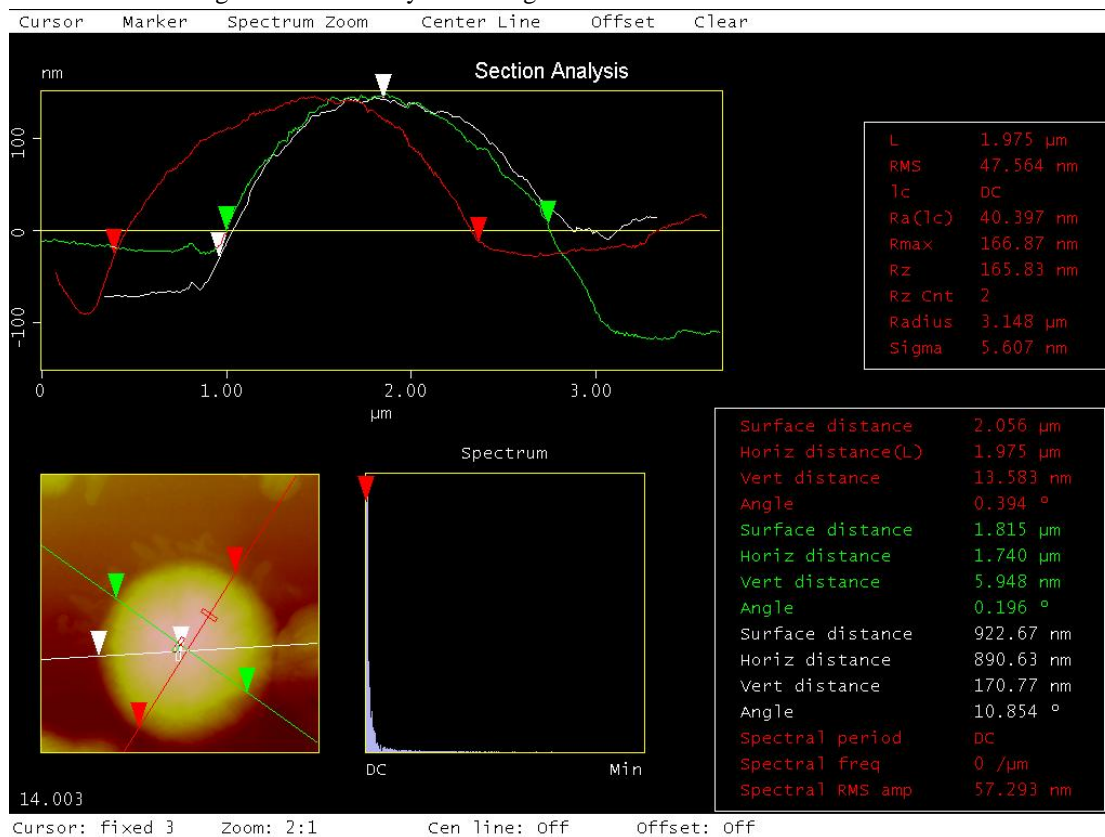 Cursor Marker Spectrum Zoom Center Line Offset Clear
nm
Section Analysis
100
0
-100
0 1.00 2.00 3.00
µm
L 1.975 µm
RMS 47.564 nm
lc DC
Ra(lc) 40.397 nm
Rmax 166.87 nm
Rz 165.83 nm
Rz Cnt 2
Radius 3.148 µm
Sigma 5.607 nm
Spectrum
DC Min
Surface distance 2.056 µm
Horiz distance(L) 1.975 µm
Vert distance 13.583 nm
Angle 0.394 °
Surface distance 1.815 µm
Horiz distance 1.740 µm
Vert distance 5.948 nm
Angle 0.196 °
Surface distance 922.67 nm
Horiz distance 890.63 nm
Vert distance 170.77 nm
Angle 10.854 °
Spectral period DC
Spectral freq 0 /µm
Spectral RMS amp 57.293 nm
14.003
Cursor: fixed 3 Zoom: 2:1 Cen line: Off Offset: Off